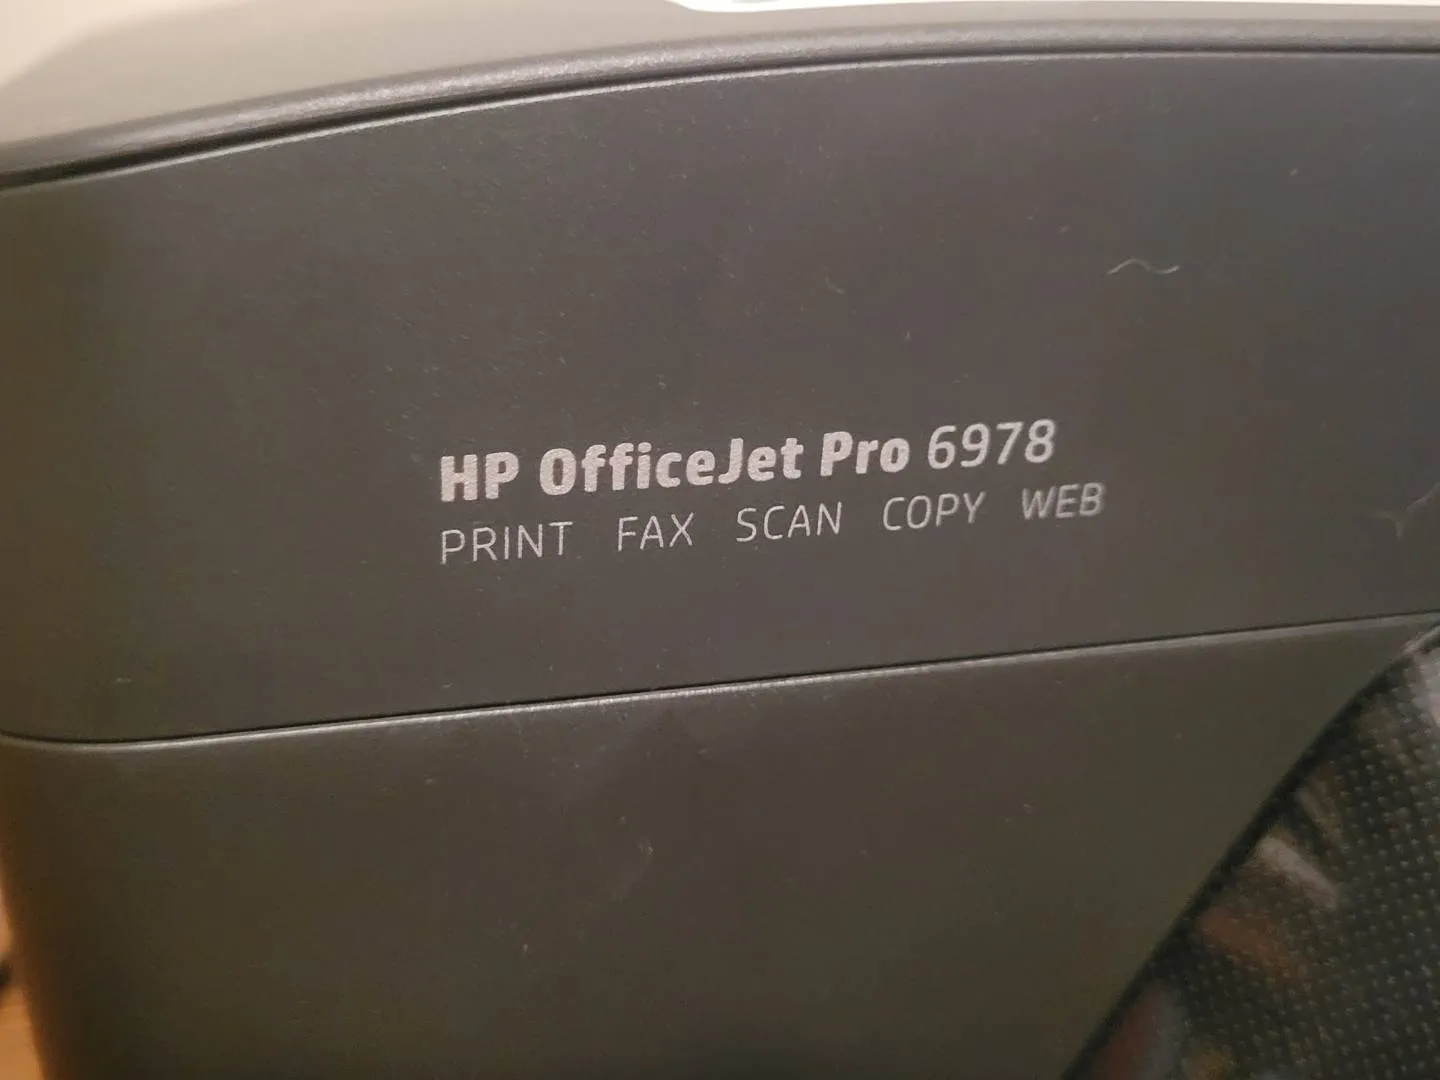 HP OfficeJet Pro 6978
PRINT FAX SCAN COPY WEB